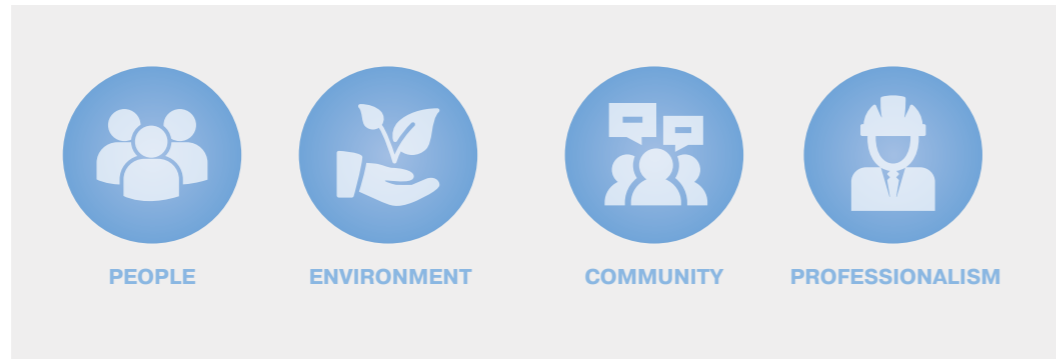 PEOPLE
ENVIRONMENT
COMMUNITY
PROFESSIONALISM